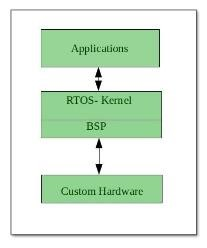 Applications
RTOS- Kernel
BSP
Custom Hardware